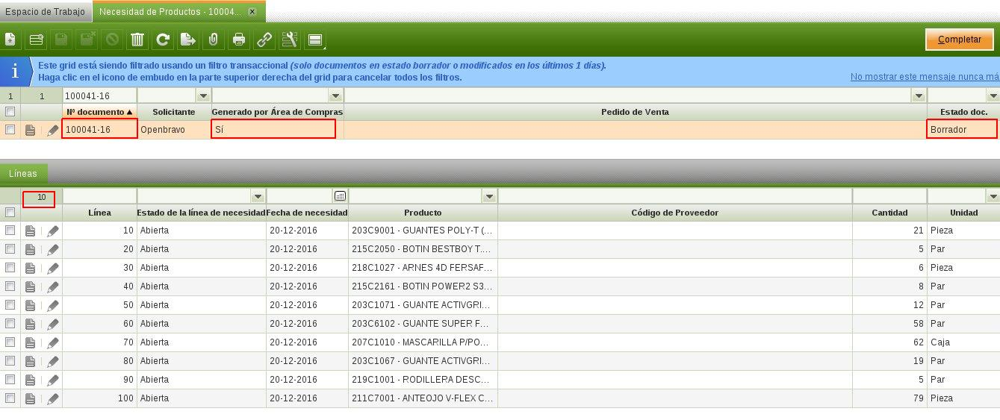 Espacio de Trabajo Necesidad de Productos - 10004...
Completar
Este grid está siendo filtrado usando un filtro transaccional (solo documentos en estado borrador o modificados en los últimos 1 días).
Haga clic en el icono de embudo en la parte superior derecha del grid para cancelar todos los filtros.
No mostrar este mensaje nunca má
1 1 100041-16
Nº documento Solicitante Generado por Área de Compras Pedido de Venta Estado doc.
100041-16 Openbravo Sí Borrador
Líneas
10
Línea Estado de la línea de necesidad Fecha de necesidad Producto Código de Proveedor Cantidad Unidad
10 Abierta 20-12-2016 203C9001 - GUANTES POLY-T (... 21 Pieza
20 Abierta 20-12-2016 215C2050 - BOTIN BESTBOY T.... 5 Par
30 Abierta 20-12-2016 218C1027 - ARNES 4D FERSAF... 6 Pieza
40 Abierta 20-12-2016 215C2161 - BOTIN POWER2 S3... 8 Par
50 Abierta 20-12-2016 203C1071 - GUANTE ACTIVGRI... 12 Par
60 Abierta 20-12-2016 203C6102 - GUANTE SUPER F... 58 Par
70 Abierta 20-12-2016 207C1010 - MASCARILLA P/PO... 62 Caja
80 Abierta 20-12-2016 203C1067 - GUANTE ACTIVGRI... 19 Par
90 Abierta 20-12-2016 219C1001 - RODILLERA DESC... 5 Par
100 Abierta 20-12-2016 211C7001 - ANTEOJO V-FLEX C... 79 Pieza